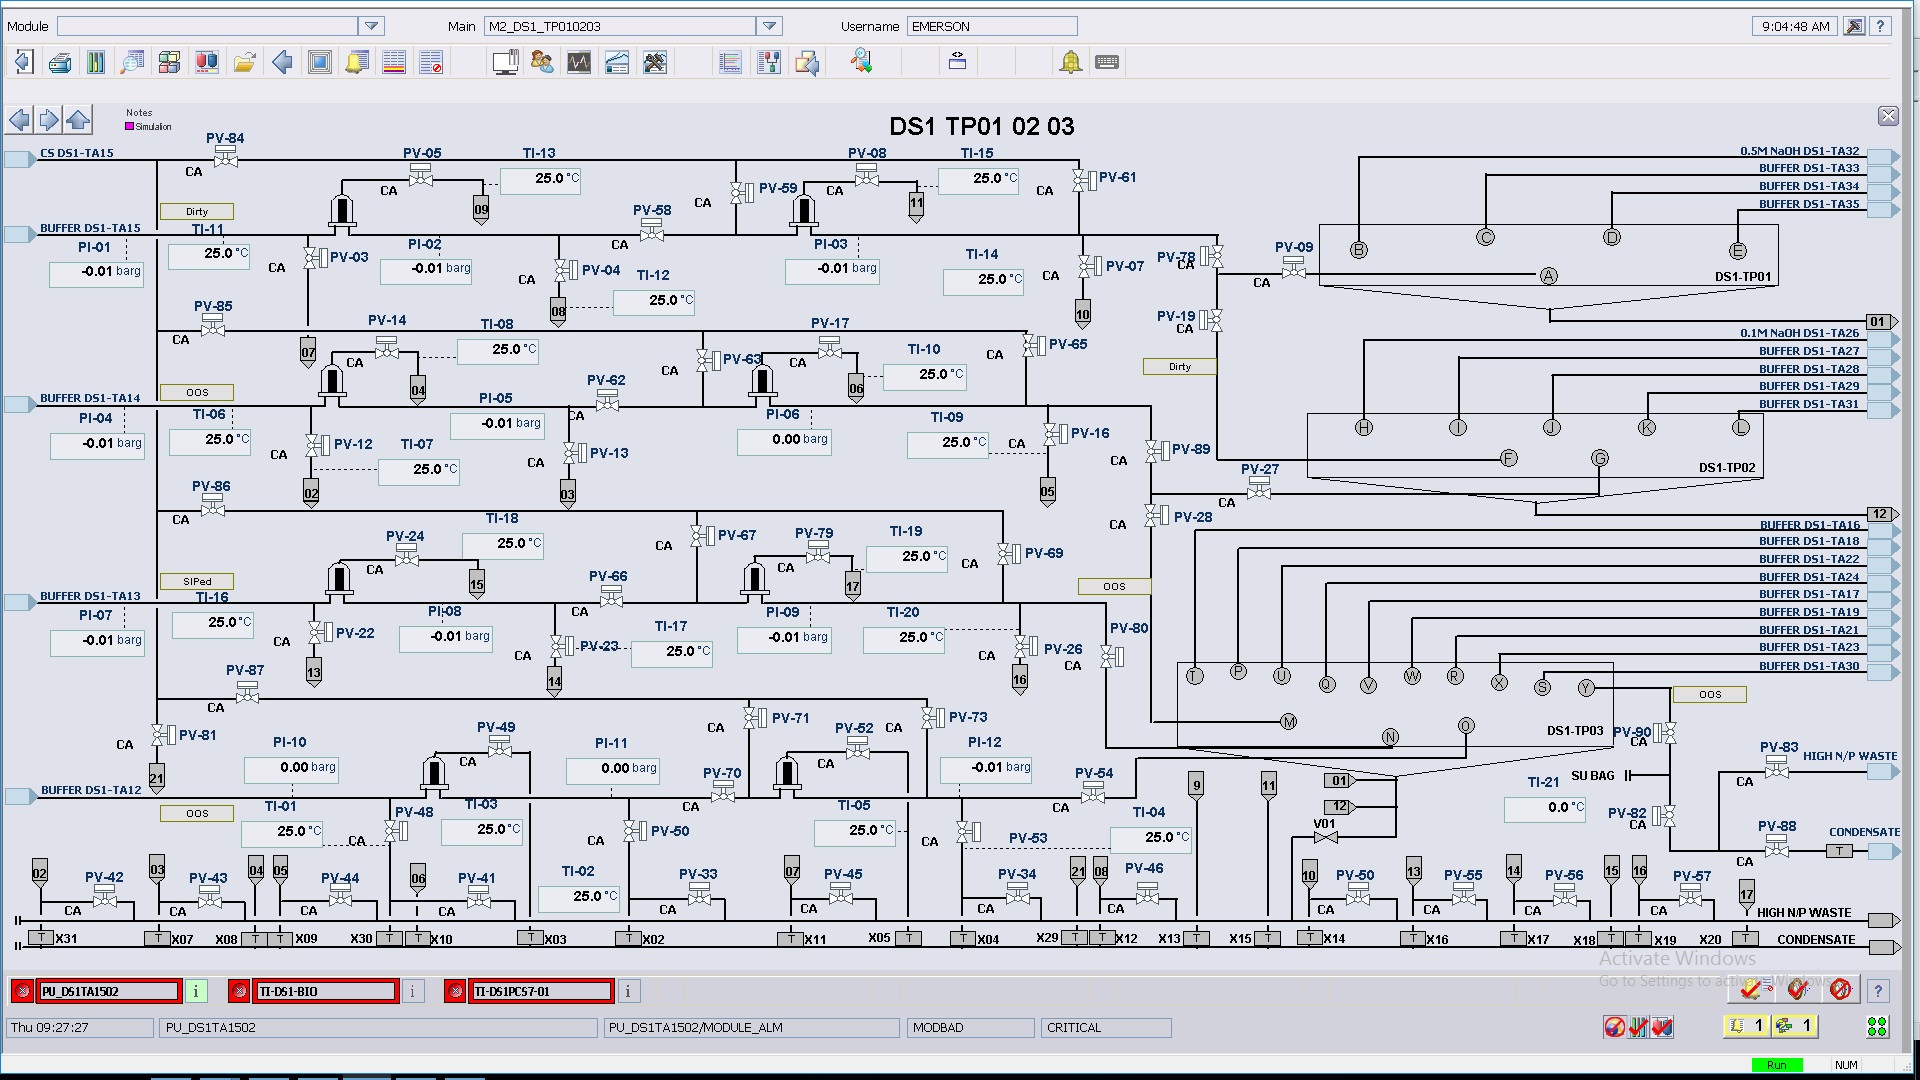 Module
Main M2_DS1_TP010203
Username EMERSON
9:04:48 AM
?
Notes
Simulation
DS1 TP01 02 03
CS DS1-TA15
PV-84
CA
PV-05
CA
TI-13
25.0 °C
09
PV-59
CA
PV-08
CA
TI-15
25.0 °C
11
PV-61
CA
0.5M NaOH DS1-TA32
BUFFER DS1-TA33
BUFFER DS1-TA34
BUFFER DS1-TA35
Dirty
BUFFER DS1-TA15
PI-01
-0.01 barg
TI-11
25.0 °C
PV-03
CA
07
PI-02
-0.01 barg
PV-04
CA
08
TI-12
25.0 °C
PV-58
CA
PI-03
-0.01 barg
TI-14
25.0 °C
PV-07
CA
10
PV-78
CA
PV-09
CA
B
C
D
E
A
DS1-TP01
01
PV-19
CA
Dirty
PV-85
CA
PV-14
CA
TI-08
25.0 °C
04
PV-63
CA
PV-17
CA
TI-10
25.0 °C
06
PV-65
CA
0.1M NaOH DS1-TA26
BUFFER DS1-TA27
BUFFER DS1-TA28
BUFFER DS1-TA29
BUFFER DS1-TA31
OOS
BUFFER DS1-TA14
PI-04
-0.01 barg
TI-06
25.0 °C
PV-12
CA
02
TI-07
25.0 °C
PI-05
-0.01 barg
PV-62
CA
PV-13
CA
03
PI-06
0.00 barg
TI-09
25.0 °C
PV-16
CA
05
PV-89
CA
PV-27
CA
PV-28
CA
H
I
J
K
L
F
G
DS1-TP02
12
PV-86
CA
PV-24
CA
TI-18
25.0 °C
15
PV-67
CA
PV-79
CA
TI-19
25.0 °C
17
PV-69
CA
OOS
BUFFER DS1-TA16
BUFFER DS1-TA18
BUFFER DS1-TA22
BUFFER DS1-TA24
BUFFER DS1-TA17
BUFFER DS1-TA19
BUFFER DS1-TA21
BUFFER DS1-TA23
BUFFER DS1-TA30
SIPed
BUFFER DS1-TA13
PI-07
-0.01 barg
TI-16
25.0 °C
PV-22
CA
13
PI-08
-0.01 barg
PV-66
CA
PV-23
CA
14
TI-17
25.0 °C
PI-09
-0.01 barg
TI-20
25.0 °C
PV-26
CA
16
PV-80
CA
T
P
U
Q
V
W
R
X
S
Y
M
N
O
DS1-TP03
OOS
PV-87
CA
PV-81
CA
21
PI-10
0.00 barg
PV-49
CA
PI-11
0.00 barg
PV-71
CA
PV-52
CA
PV-73
CA
PI-12
-0.01 barg
PV-90
CA
SU BAG
TI-21
0.0 °C
PV-83
CA
HIGH N/P WASTE
PV-82
CA
PV-88
CA
T
CONDENSATE
BUFFER DS1-TA12
OOS
TI-01
25.0 °C
PV-48
CA
TI-03
25.0 °C
PV-50
CA
PV-70
CA
TI-05
25.0 °C
PV-53
CA
PV-54
CA
TI-04
25.0 °C
9
11
01
12
V01
TI-02
25.0 °C
02
PV-42
CA
03
PV-43
CA
04
05
PV-44
CA
06
PV-41
CA
PV-33
CA
07
PV-45
CA
PV-34
CA
21
08
PV-46
CA
10
PV-50
CA
13
PV-55
CA
14
PV-56
CA
15
16
PV-57
CA
17
HIGH N/P WASTE
T X31
T X07
X08 T
T X09
X30 T
T X10
T X03
T X02
T X11
X05 T
T X04
X29 T
T X12
X13 T
X15 T
T X14
T X16
T X17
X18 T
T X19
X20 T
CONDENSATE
Activate Windows
Go to Settings to activate Windows.
PU_DS1TA1502
i
TI-DS1-BIO
i
TI-DS1PCS7-01
i
?
Thu 09:27:27
PU_DS1TA1502
PU_DS1TA1502/MODULE_ALM
MODBAD
CRITICAL
1
1
Run
NUM